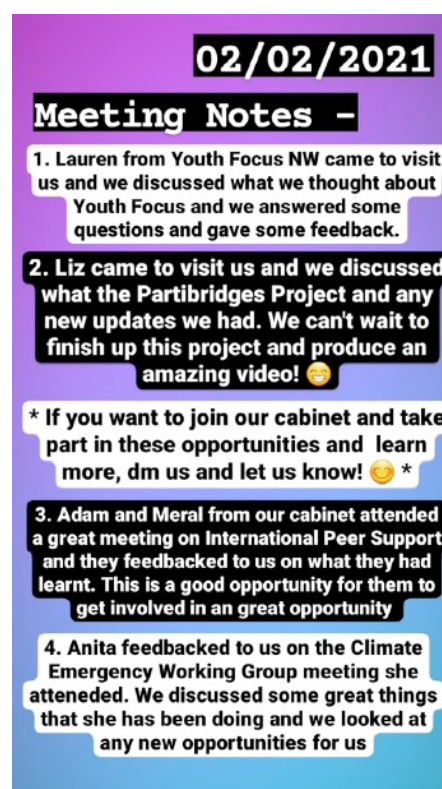 02/02/2021
Meeting Notes -
1. Lauren from Youth Focus NW came to visit
us and we discussed what we thought about
Youth Focus and we answered some
questions and gave some feedback.
2. Liz came to visit us and we discussed
what the Partibridges Project and any
new updates we had. We can't wait to
finish up this project and produce an
amazing video! 😁
* If you want to join our cabinet and take
part in these opportunities and learn
more, dm us and let us know! 😊 *
3. Adam and Meral from our cabinet attended
a great meeting on International Peer Support
and they feedbacked to us on what they had
learnt. This is a good opportunity for them to
get involved in an great opportunity
4. Anita feedbacked to us on the Climate
Emergency Working Group meeting she
atteneded. We discussed some great things
that she has been doing and we looked at
any new opportunities for us